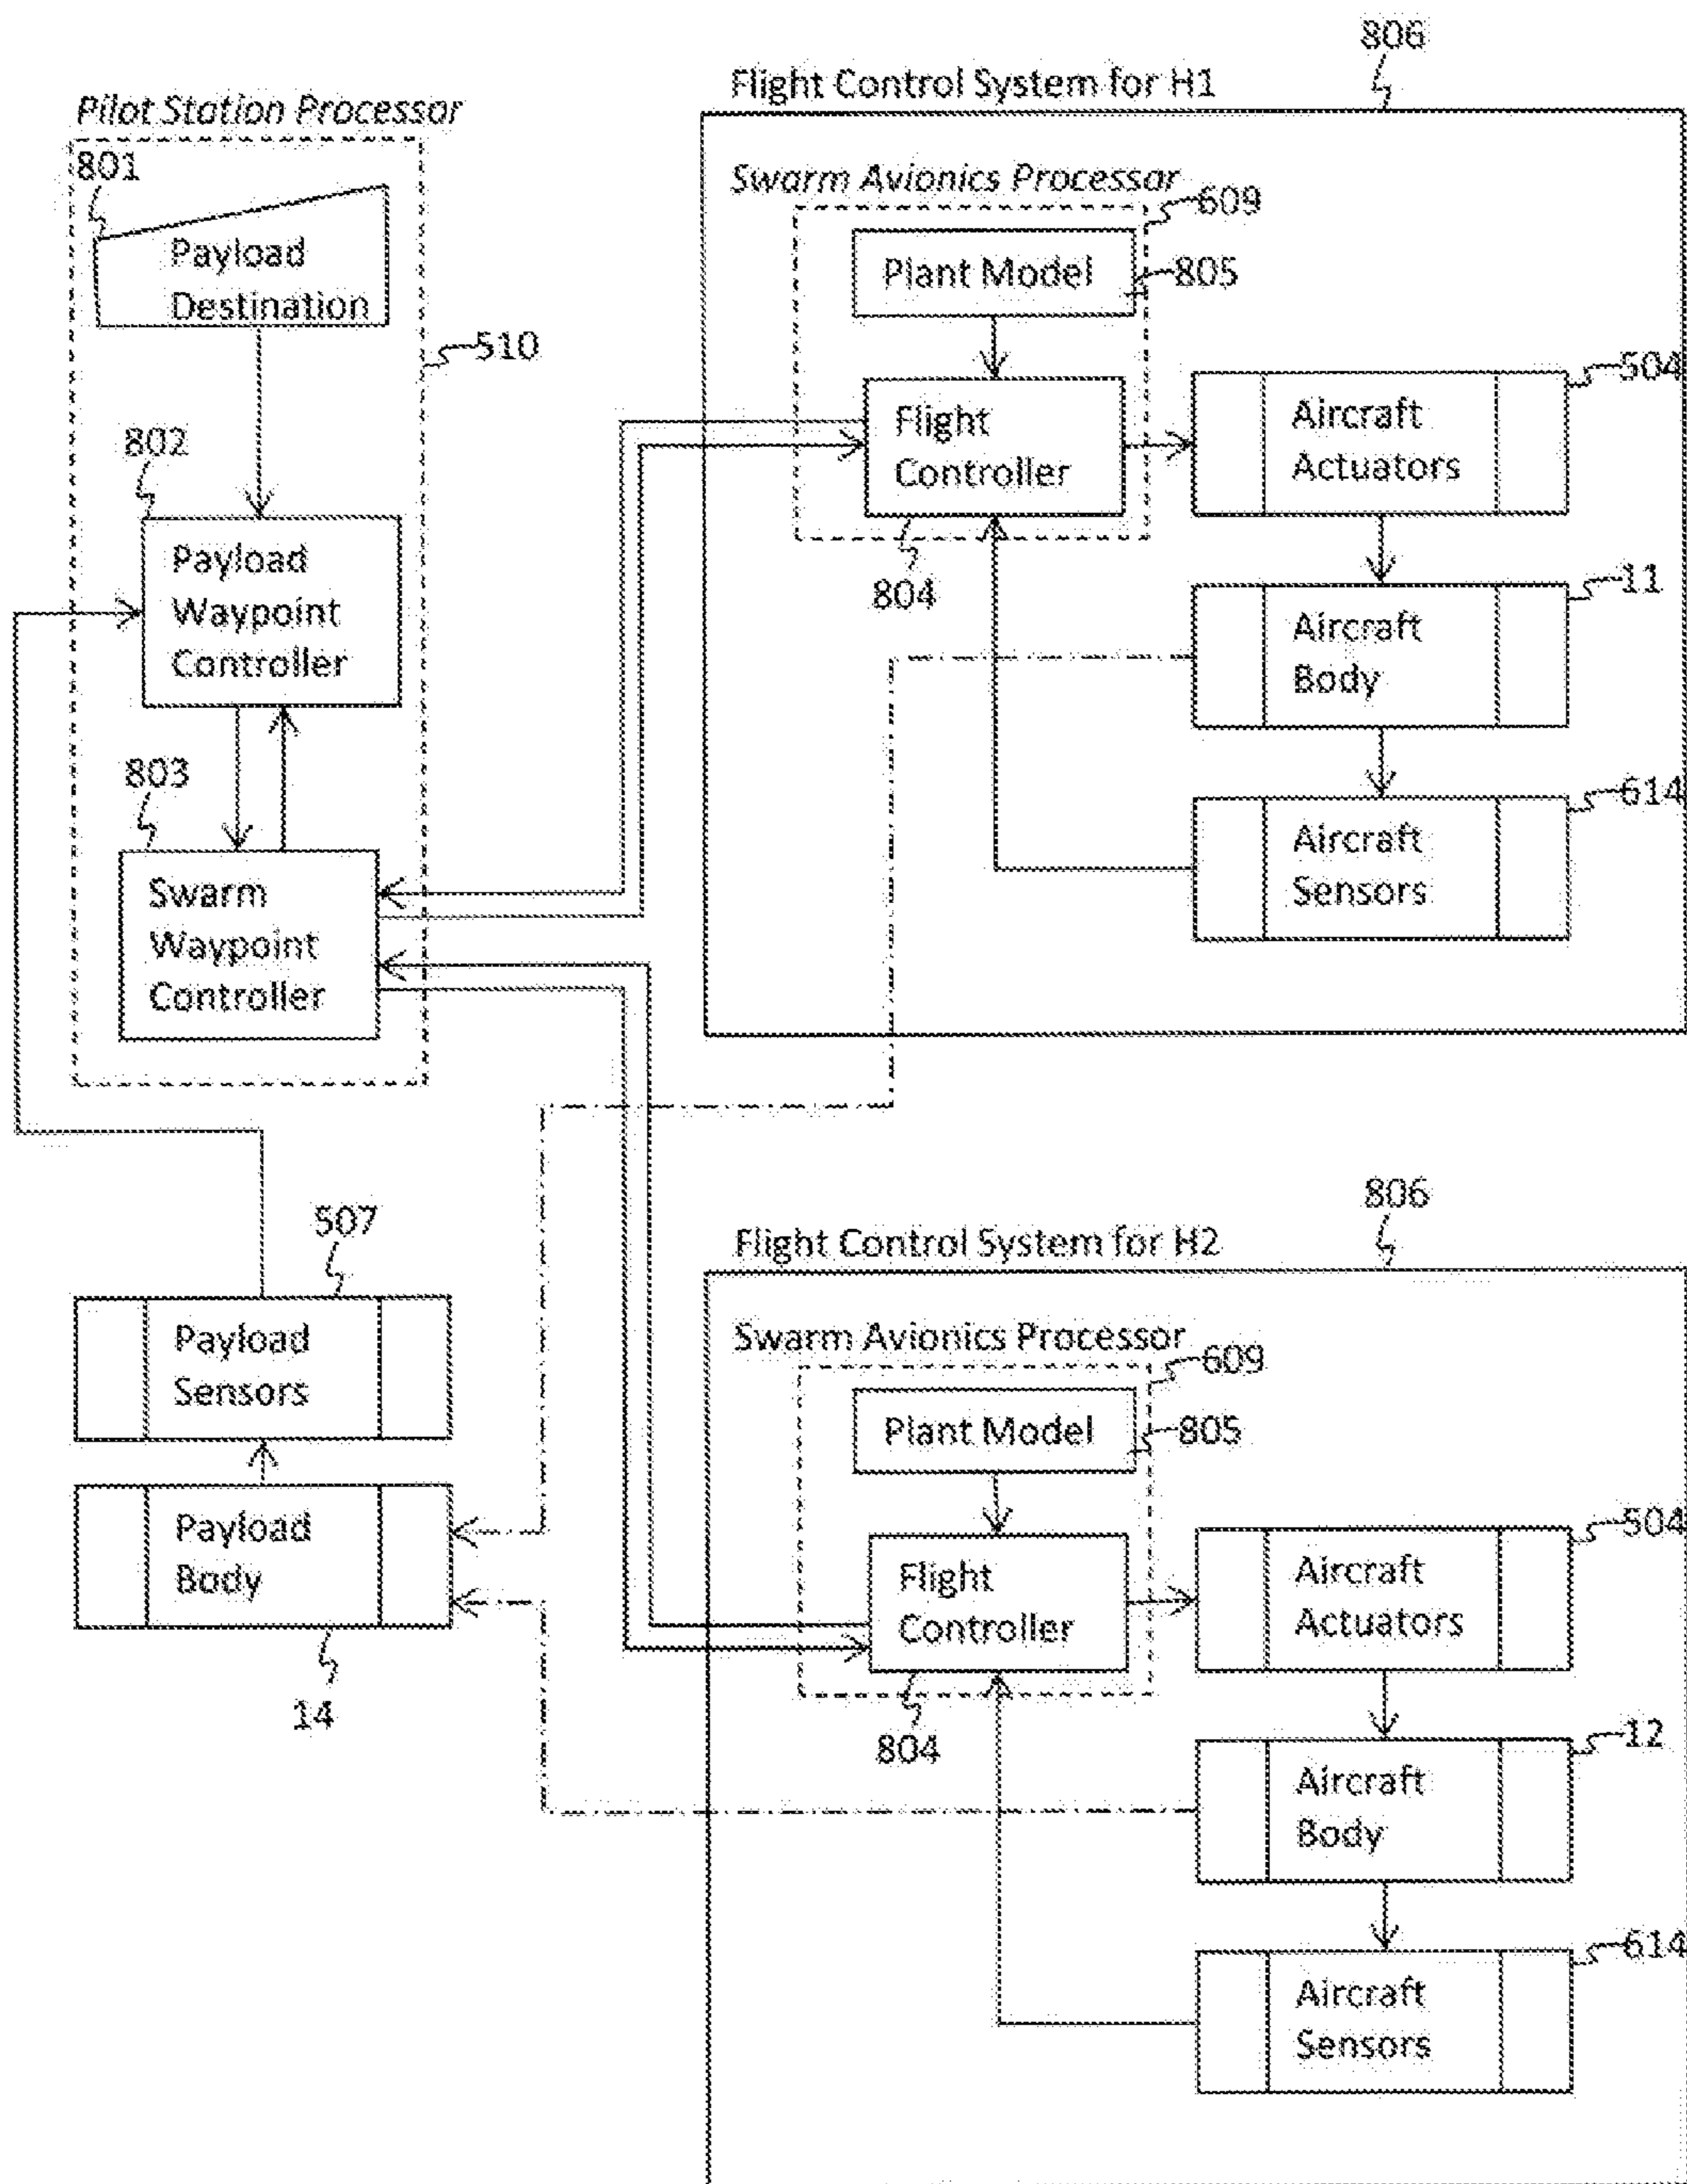 806
Flight Control System for H1
Pilot Station Processor
801
Payload
Destination
510
802
Payload
Waypoint
Controller
803
Swarm
Waypoint
Controller
Swarm Avionics Processor
609
Plant Model
805
Flight
Controller
804
504
Aircraft
Actuators
11
Aircraft
Body
614
Aircraft
Sensors
507
Payload
Sensors
Payload
Body
14
806
Flight Control System for H2
Swarm Avionics Processor
609
Plant Model
805
Flight
Controller
804
504
Aircraft
Actuators
12
Aircraft
Body
614
Aircraft
Sensors